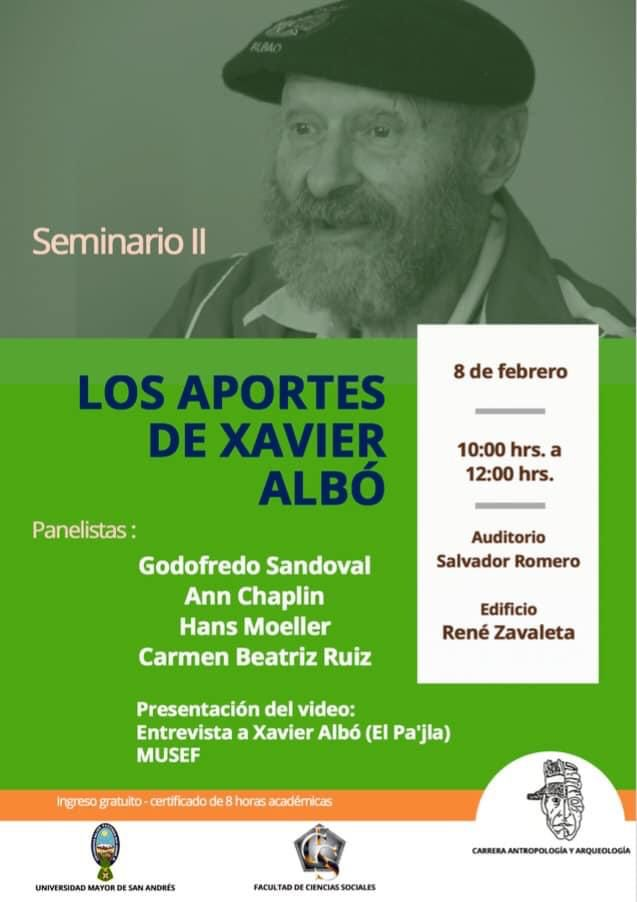 BILBAO
Seminario II
LOS APORTES
DE XAVIER
ALBÓ
Panelistas :
Godofredo Sandoval
Ann Chaplin
Hans Moeller
Carmen Beatriz Ruiz
Presentación del video:
Entrevista a Xavier Albó (El Pa'jla)
MUSEF
8 de febrero
10:00 hrs. a
12:00 hrs.
Auditorio
Salvador Romero
Edificio
René Zavaleta
Ingreso gratuito - certificado de 8 horas académicas
UNIVERSIDAD MAYOR DE SAN ANDRÉS
FACULTAD DE CIENCIAS SOCIALES
CARRERA ANTROPOLOGÍA Y ARQUEOLOGÍA